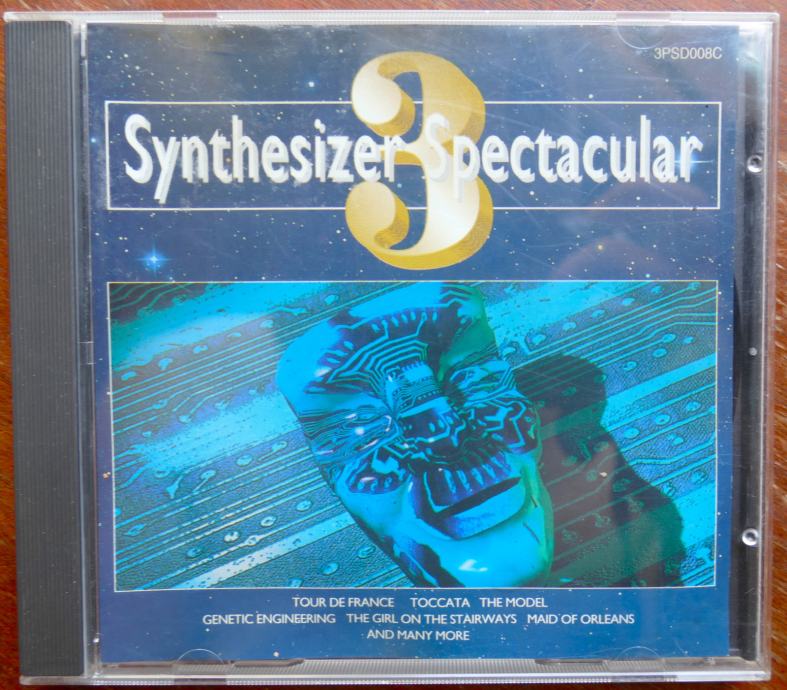 3PSD008C
3
Synthesizer Spectacular
TOUR DE FRANCE TOCCATA THE MODEL
GENETIC ENGINEERING THE GIRL ON THE STAIRWAYS MAID OF ORLEANS
AND MANY MORE